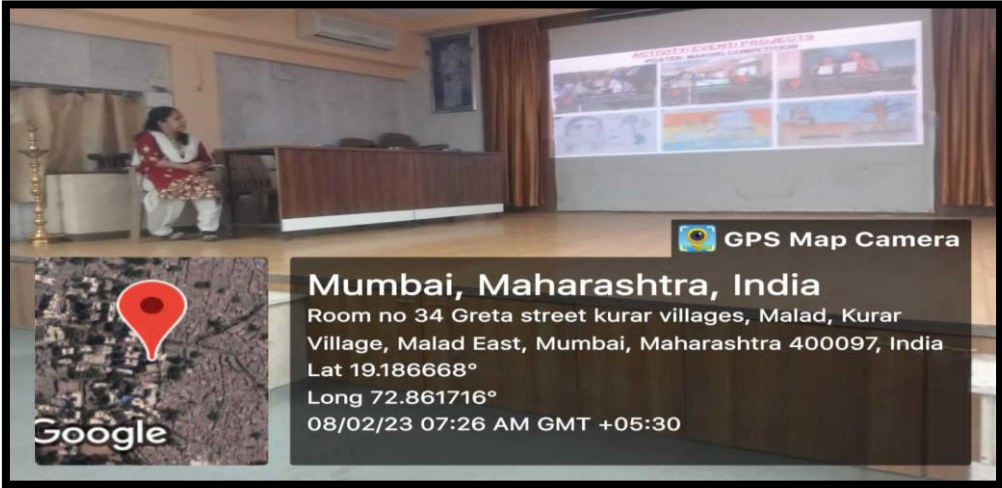 ACTIVITY/EVENT/PROJECTS
POSTER MAKING COMPETITION
GPS Map Camera
Mumbai, Maharashtra, India
Room no 34 Greta street kurar villages, Malad, Kurar
Village, Malad East, Mumbai, Maharashtra 400097, India
Lat 19.186668°
Long 72.861716°
08/02/23 07:26 AM GMT +05:30
Google